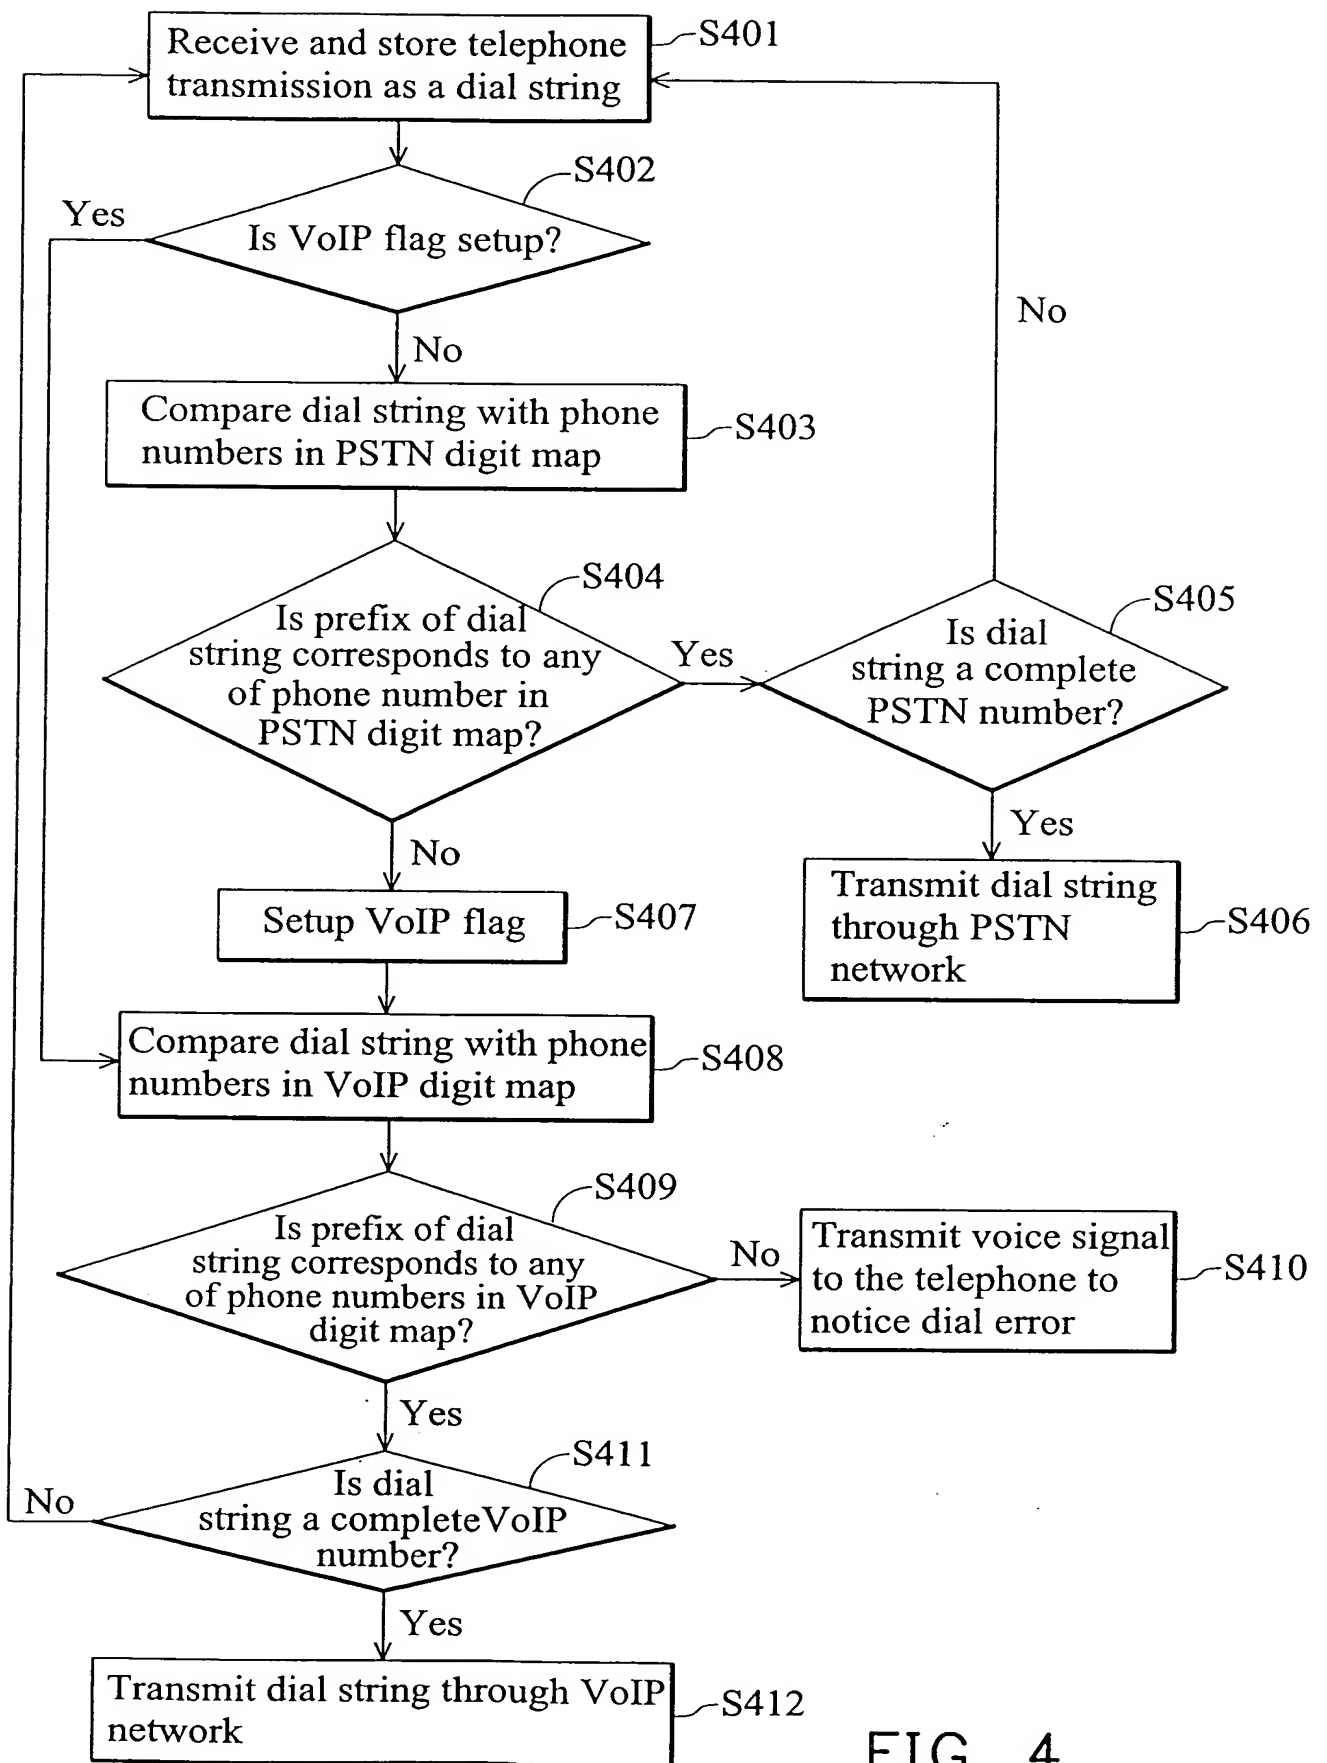 Receive and store telephone
transmission as a dial string
S401
S402
Yes
Is VoIP flag setup?
No
No
Compare dial string with phone
numbers in PSTN digit map
S403
S404
Is prefix of dial
string corresponds to any
of phone number in
PSTN digit map?
Yes
S405
Is dial
string a complete
PSTN number?
No
Yes
Setup VoIP flag
S407
Transmit dial string
through PSTN
network
S406
Compare dial string with phone
numbers in VoIP digit map
S408
S409
Is prefix of dial
string corresponds to any
of phone numbers in VoIP
digit map?
No
Transmit voice signal
to the telephone to
notice dial error
S410
Yes
S411
Is dial
string a completeVoIP
number?
No
Yes
Transmit dial string through VoIP
network
S412
FIG. 4